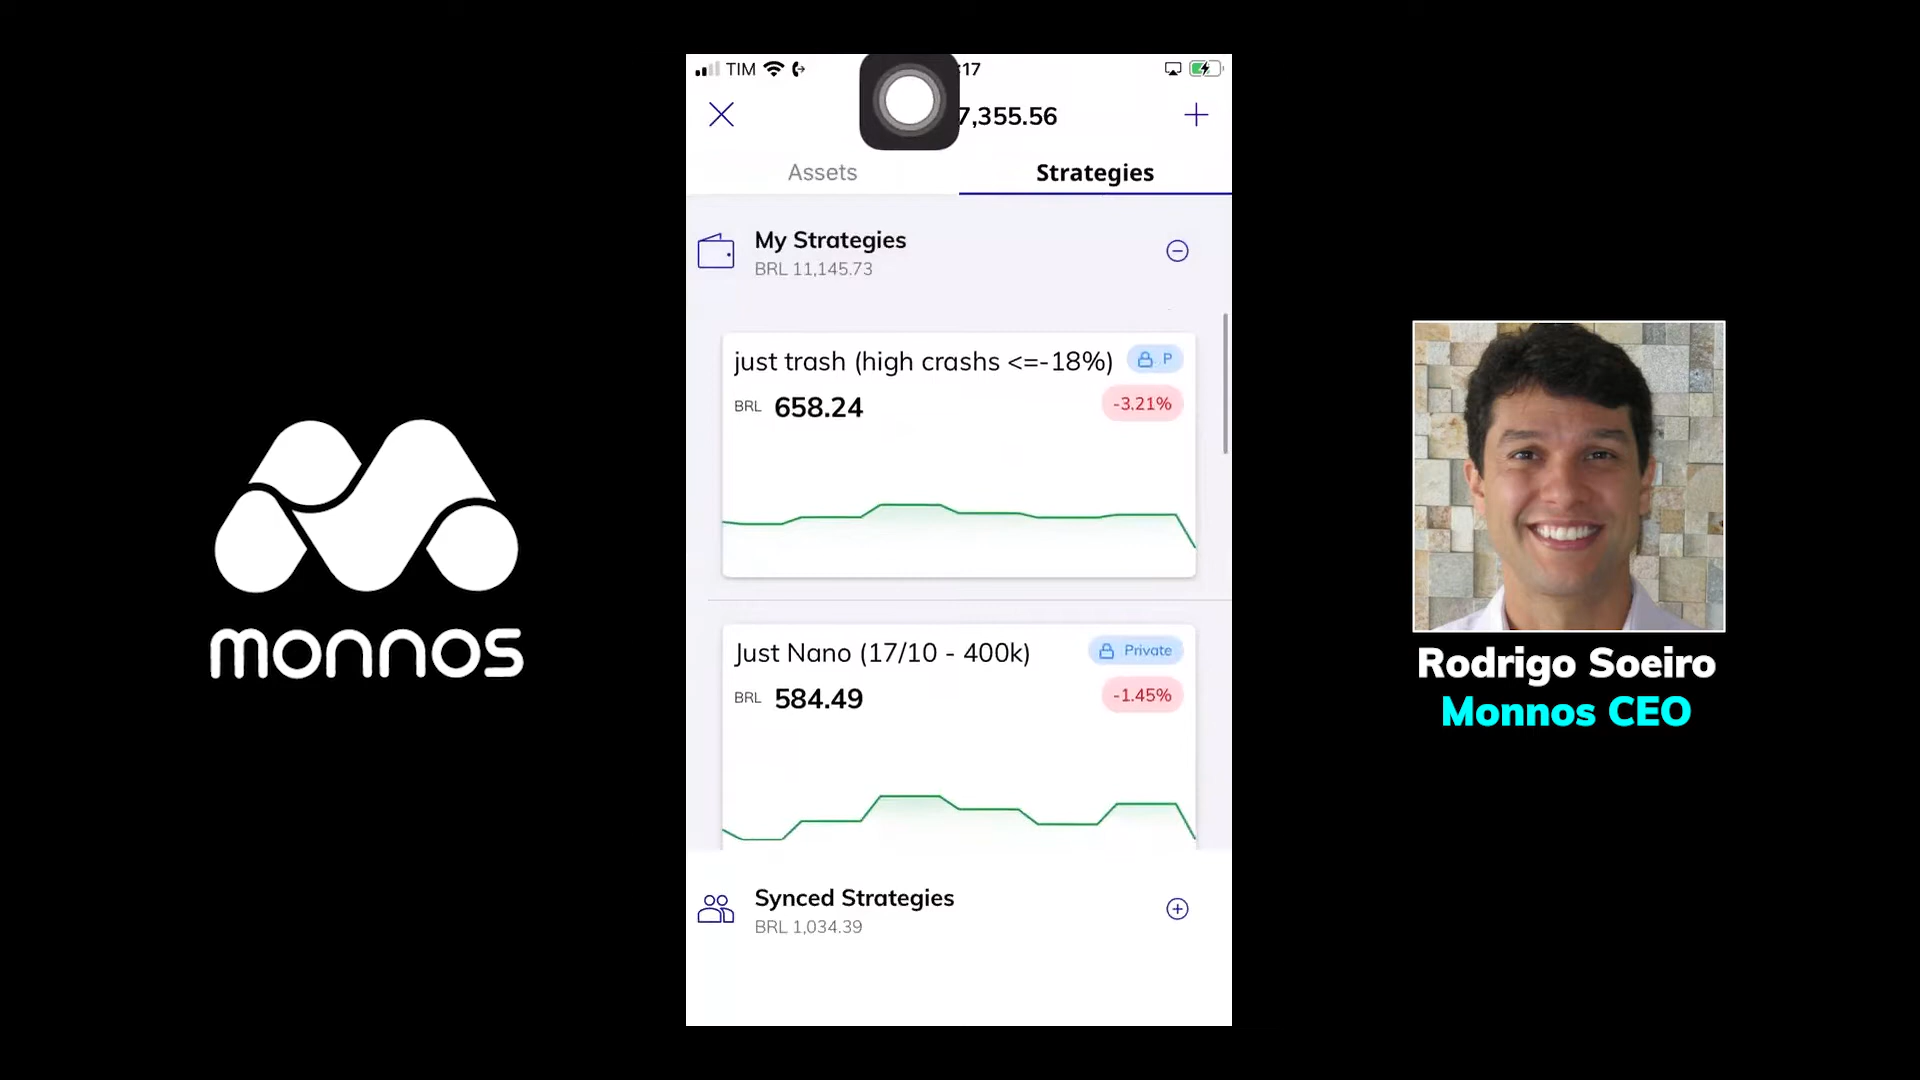 TIM
:17
7,355.56
Assets
Strategies
My Strategies
BRL 11,145.73
just trash (high crashs <=-18%)
P
BRL 658.24
-3.21%
Just Nano (17/10 - 400k)
Private
BRL 584.49
-1.45%
Synced Strategies
BRL 1,034.39
monnos
Rodrigo Soeiro
Monnos CEO